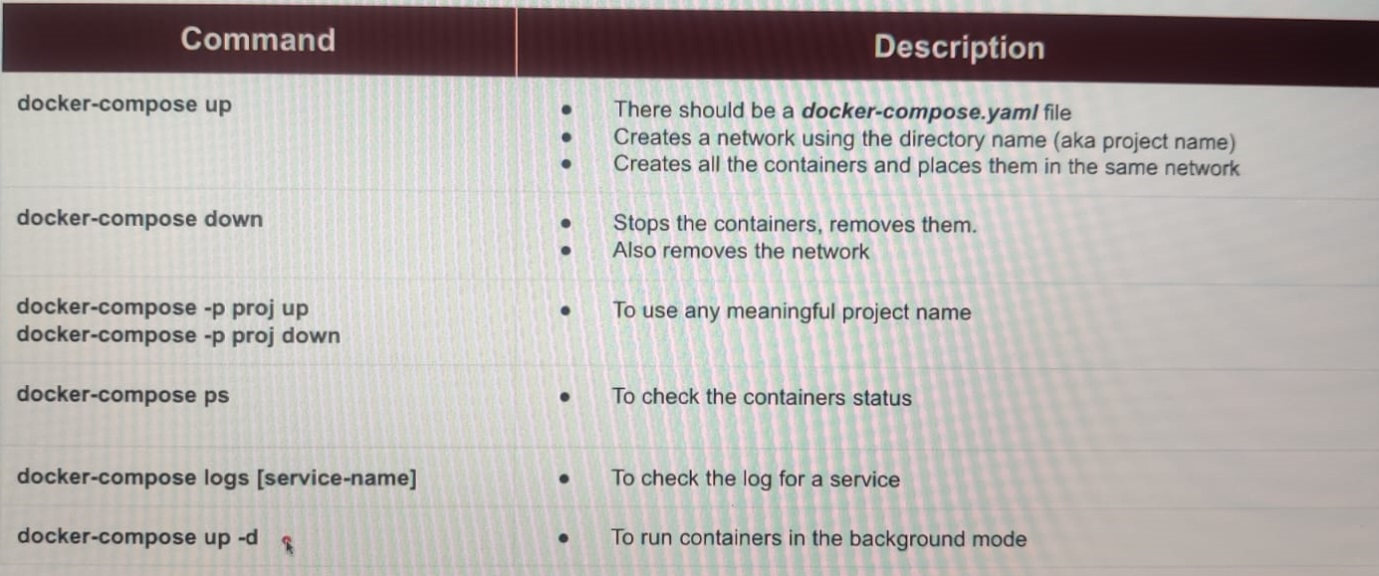 Command
Description
docker-compose up
There should be a docker-compose.yaml file
Creates a network using the directory name (aka project name)
Creates all the containers and places them in the same network
docker-compose down
Stops the containers, removes them.
Also removes the network
docker-compose -p proj up
docker-compose -p proj down
To use any meaningful project name
docker-compose ps
To check the containers status
docker-compose logs [service-name]
To check the log for a service
docker-compose up -d
To run containers in the background mode